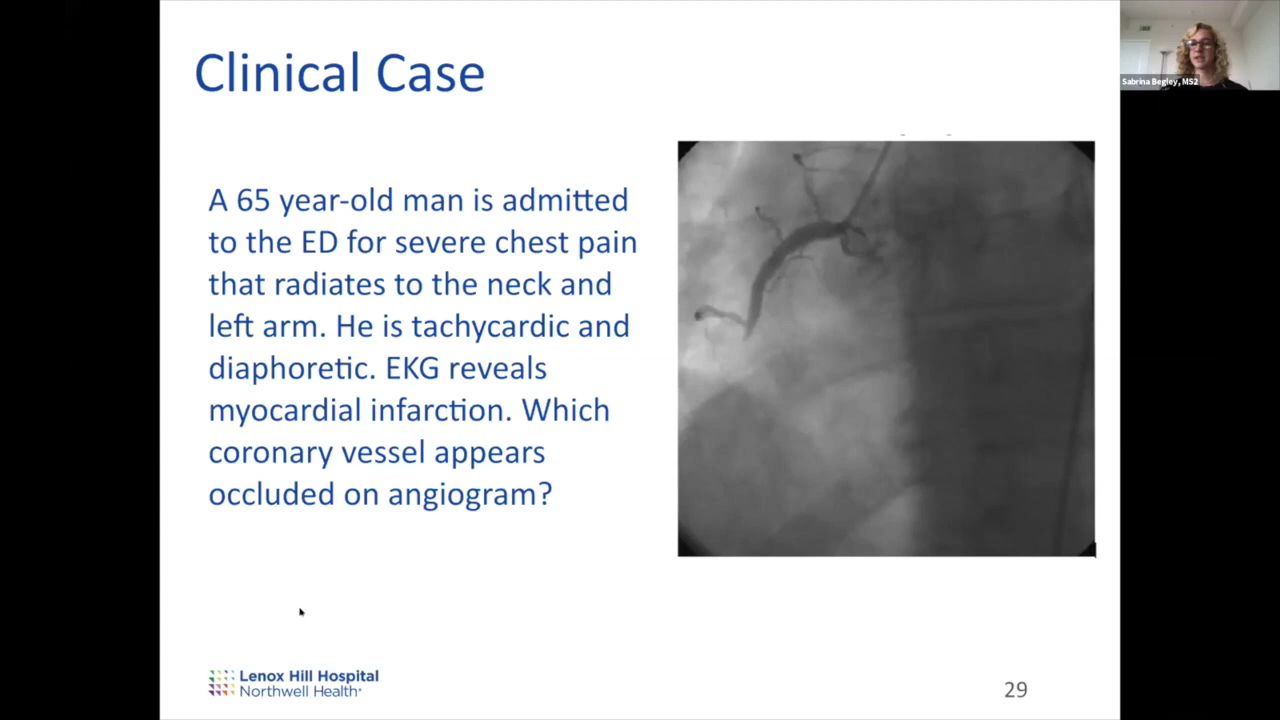 Clinical Case
A 65 year-old man is admitted
to the ED for severe chest pain
that radiates to the neck and
left arm. He is tachycardic and
diaphoretic. EKG reveals
myocardial infarction. Which
coronary vessel appears
occluded on angiogram?
Sabrina Begley, MS2
Lenox Hill Hospital
Northwell Health
29